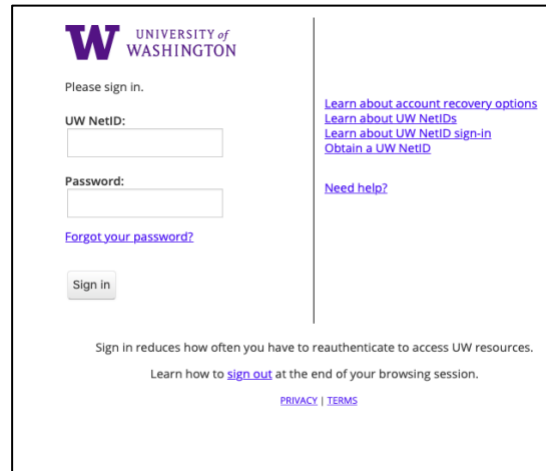 W UNIVERSITY of
WASHINGTON
Please sign in.
UW NetID:
Password:
Forgot your password?
Sign in
Learn about account recovery options
Learn about UW NetIDs
Learn about UW NetID sign-in
Obtain a UW NetID
Need help?
Sign in reduces how often you have to reauthenticate to access UW resources.
Learn how to sign out at the end of your browsing session.
PRIVACY | TERMS